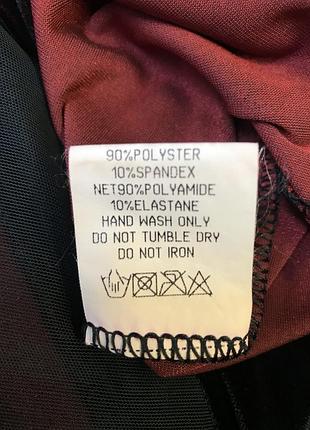 90%POLYSTER
10%SPANDEX
NET90%POLYAMIDE
10%ELASTANE
HAND WASH ONLY
DO NOT TUMBLE DRY
DO NOT IRON